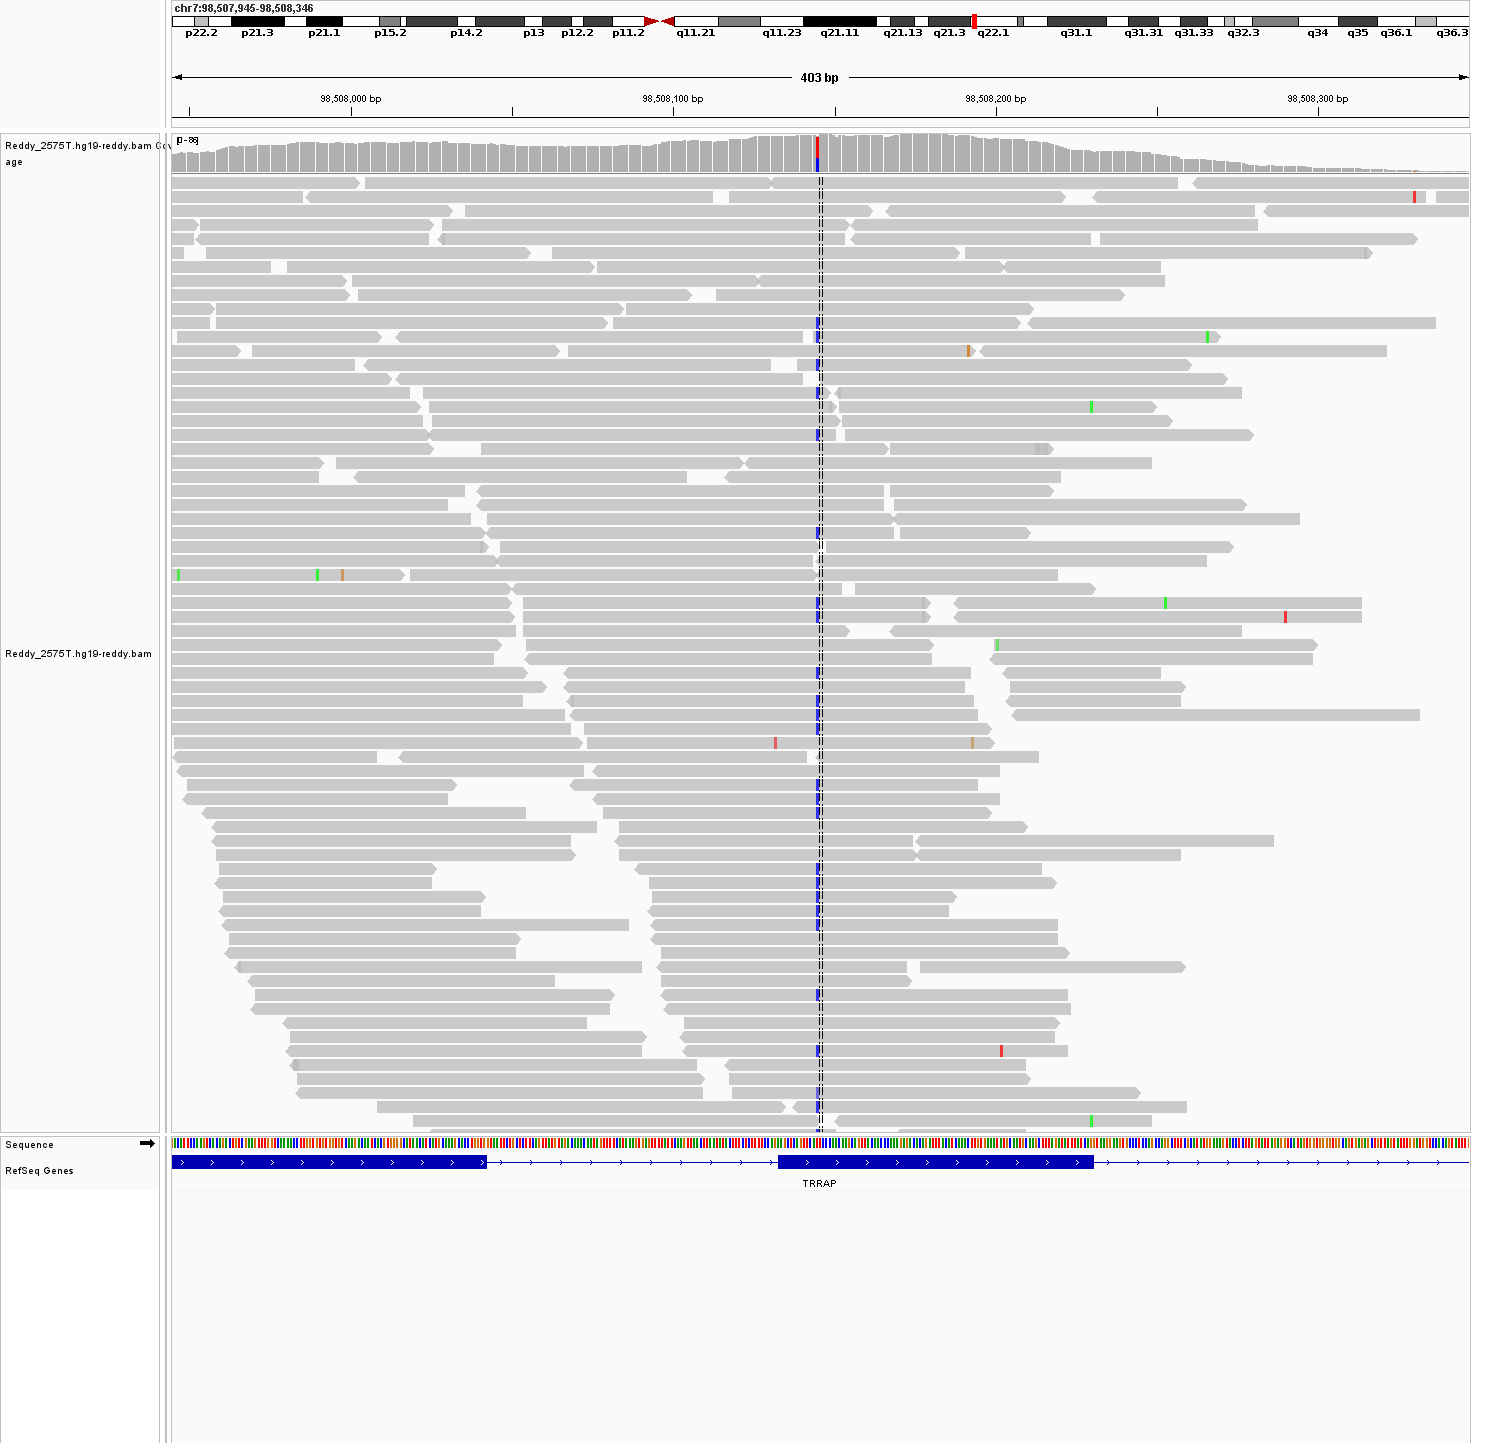 chr7:98,507,945-98,508,346
p22.2 p21.3 p21.1 p15.2 p14.2 p13 p12.2 p11.2 q11.21 q11.23 q21.11 q21.13 q21.3 q22.1 q31.1 q31.31 q31.33 q32.3 q34 q35 q36.1 q36.3
403 bp
98,508,000 bp 98,508,100 bp 98,508,200 bp 98,508,300 bp
[0-86]
Reddy_2575T.hg19-reddy.bam Cov
age
Reddy_2575T.hg19-reddy.bam
Sequence
RefSeq Genes
TRRAP